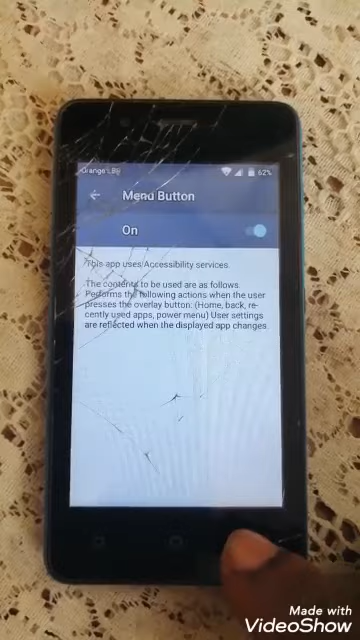 62%
Menu Button
On
This app uses Accessibility services.
The contents to be used are as follows.
Performs the following actions when the user
presses the overlay button: (Home, back, re-
cently used apps, power menu) User settings
are reflected when the displayed app changes.
Made with
VideoShow